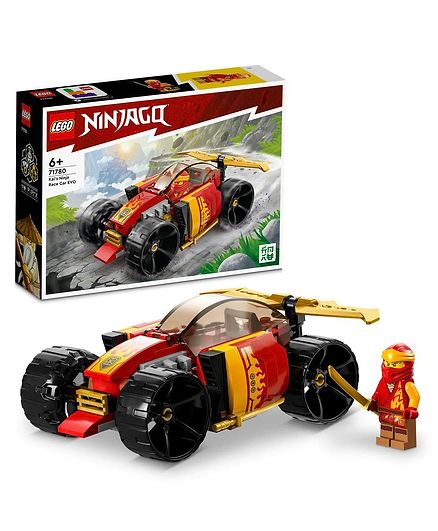 LEGO
NINJAGO
6+
71780
Kai's Ninja
Race Car EVO